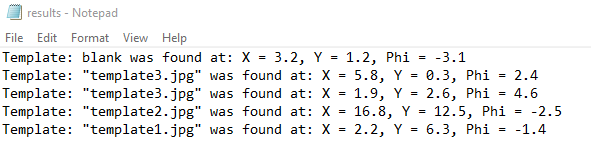 results - Notepad
File Edit Format View Help
Template: blank was found at: X = 3.2, Y = 1.2, Phi = -3.1
Template: "template3.jpg" was found at: X = 5.8, Y = 0.3, Phi = 2.4
Template: "template3.jpg" was found at: X = 1.9, Y = 2.6, Phi = 4.6
Template: "template2.jpg" was found at: X = 16.8, Y = 12.5, Phi = -2.5
Template: "template1.jpg" was found at: X = 2.2, Y = 6.3, Phi = -1.4